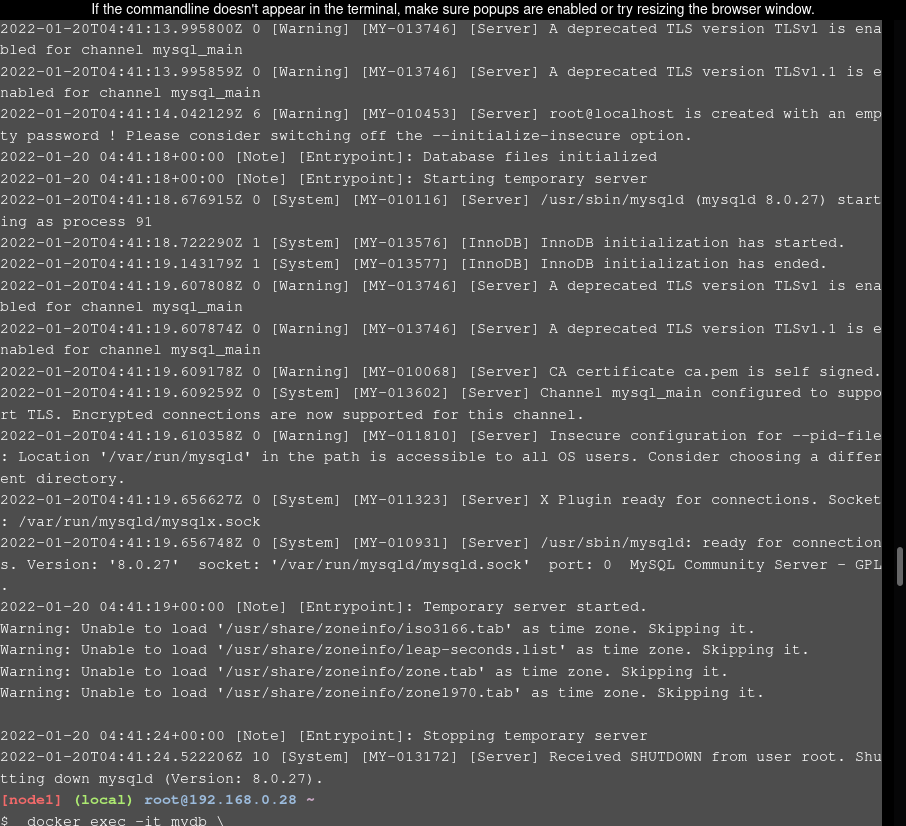 If the commandline doesn't appear in the terminal, make sure popups are enabled or try resizing the browser window.
2022-01-20T04:41:13.995800Z 0 [Warning] [MY-013746] [Server] A deprecated TLS version TLSv1 is ena
bled for channel mysql_main
2022-01-20T04:41:13.995859Z 0 [Warning] [MY-013746] [Server] A deprecated TLS version TLSv1.1 is e
nabled for channel mysql_main
2022-01-20T04:41:14.042129Z 6 [Warning] [MY-010453] [Server] root@localhost is created with an emp
ty password ! Please consider switching off the --initialize-insecure option.
2022-01-20 04:41:18+00:00 [Note] [Entrypoint]: Database files initialized
2022-01-20 04:41:18+00:00 [Note] [Entrypoint]: Starting temporary server
2022-01-20T04:41:18.676915Z 0 [System] [MY-010116] [Server] /usr/sbin/mysqld (mysqld 8.0.27) start
ing as process 91
2022-01-20T04:41:18.722290Z 1 [System] [MY-013576] [InnoDB] InnoDB initialization has started.
2022-01-20T04:41:19.143179Z 1 [System] [MY-013577] [InnoDB] InnoDB initialization has ended.
2022-01-20T04:41:19.607808Z 0 [Warning] [MY-013746] [Server] A deprecated TLS version TLSv1 is ena
bled for channel mysql_main
2022-01-20T04:41:19.607874Z 0 [Warning] [MY-013746] [Server] A deprecated TLS version TLSv1.1 is e
nabled for channel mysql_main
2022-01-20T04:41:19.609178Z 0 [Warning] [MY-010068] [Server] CA certificate ca.pem is self signed.
2022-01-20T04:41:19.609259Z 0 [System] [MY-013602] [Server] Channel mysql_main configured to suppo
rt TLS. Encrypted connections are now supported for this channel.
2022-01-20T04:41:19.610358Z 0 [Warning] [MY-011810] [Server] Insecure configuration for --pid-file
: Location '/var/run/mysqld' in the path is accessible to all OS users. Consider choosing a differ
ent directory.
2022-01-20T04:41:19.656627Z 0 [System] [MY-011323] [Server] X Plugin ready for connections. Socket
: /var/run/mysqld/mysqlx.sock
2022-01-20T04:41:19.656748Z 0 [System] [MY-010931] [Server] /usr/sbin/mysqld: ready for connection
s. Version: '8.0.27'  socket: '/var/run/mysqld/mysqld.sock'  port: 0  MySQL Community Server - GPL
.
2022-01-20 04:41:19+00:00 [Note] [Entrypoint]: Temporary server started.
Warning: Unable to load '/usr/share/zoneinfo/iso3166.tab' as time zone. Skipping it.
Warning: Unable to load '/usr/share/zoneinfo/leap-seconds.list' as time zone. Skipping it.
Warning: Unable to load '/usr/share/zoneinfo/zone.tab' as time zone. Skipping it.
Warning: Unable to load '/usr/share/zoneinfo/zone1970.tab' as time zone. Skipping it.
2022-01-20 04:41:24+00:00 [Note] [Entrypoint]: Stopping temporary server
2022-01-20T04:41:24.522206Z 10 [System] [MY-013172] [Server] Received SHUTDOWN from user root. Shu
tting down mysqld (Version: 8.0.27).
[node1] (local) root@192.168.0.28 ~
$  docker exec -it mydb \